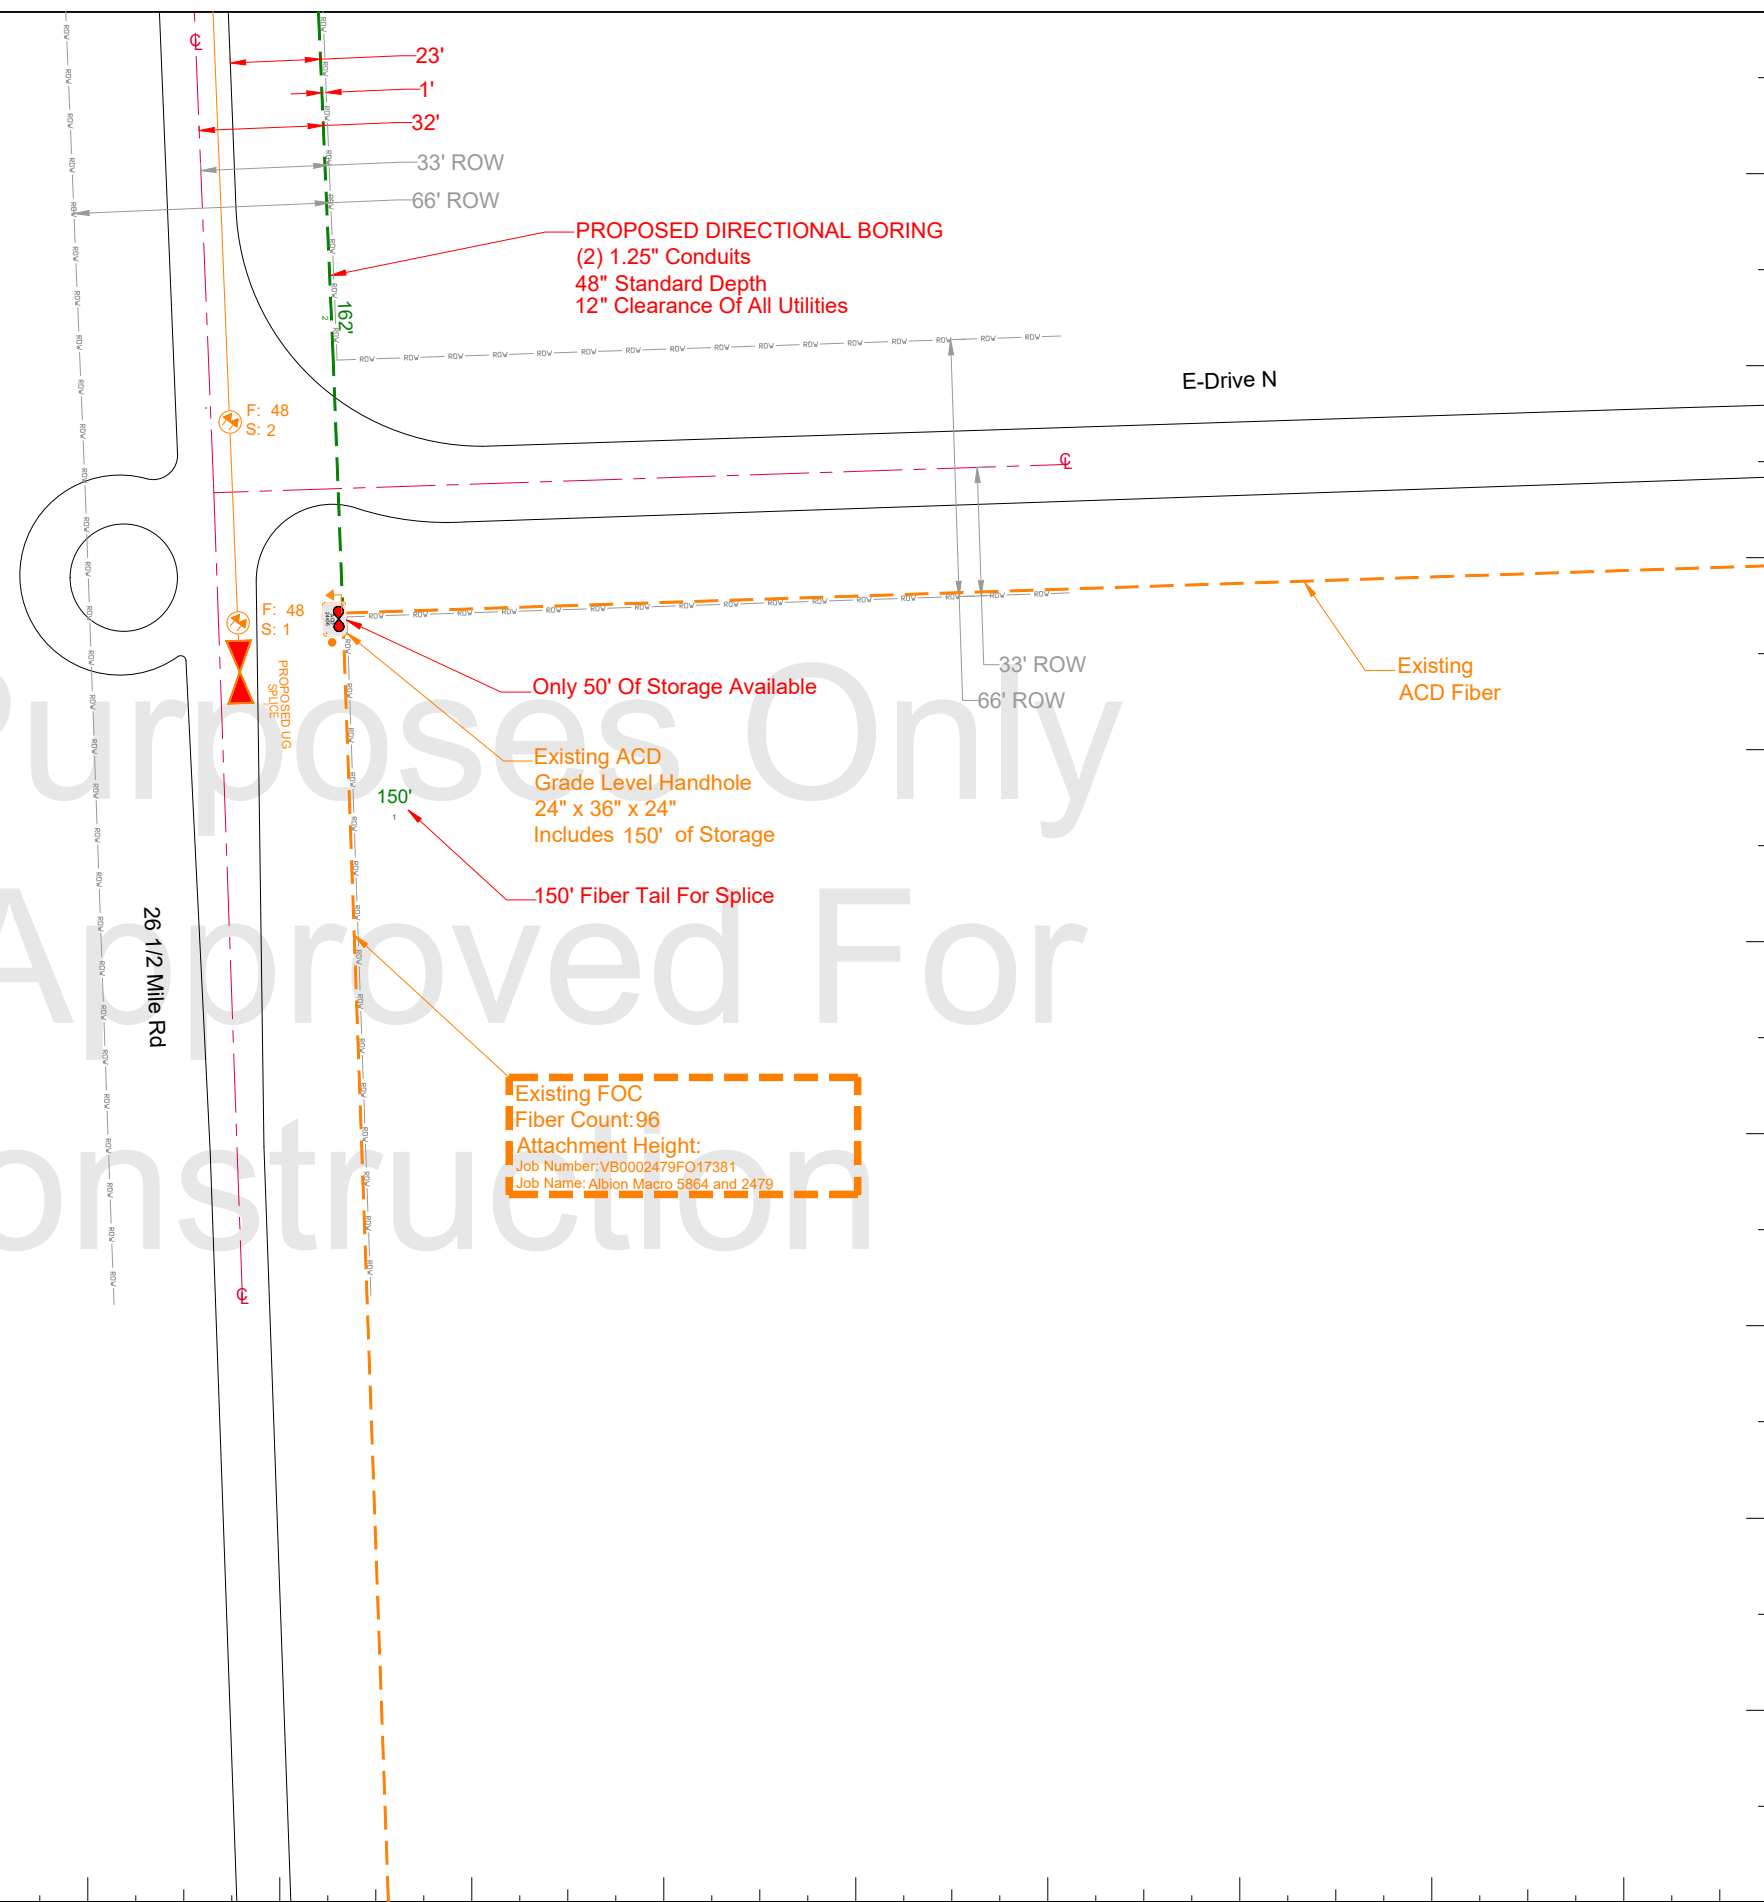 23'
1'
32'
33' ROW
66' ROW
PROPOSED DIRECTIONAL BORING
(2) 1.25" Conduits
48" Standard Depth
12" Clearance Of All Utilities
162'
2
E-Drive N
F: 48
S: 2
F: 48
S: 1
PROPOSED UG
SPLICE
Only 50' Of Storage Available
33' ROW
66' ROW
Existing
ACD Fiber
Existing ACD
Grade Level Handhole
24" x 36" x 24"
Includes 150' of Storage
150'
1
150' Fiber Tail For Splice
26 1/2 Mile Rd
Existing FOC
Fiber Count:96
Attachment Height:
Job Number:VB0002479FO17381
Job Name: Albion Macro 5864 and 2479
Purposes Only
Approved For
onstruction
ROW